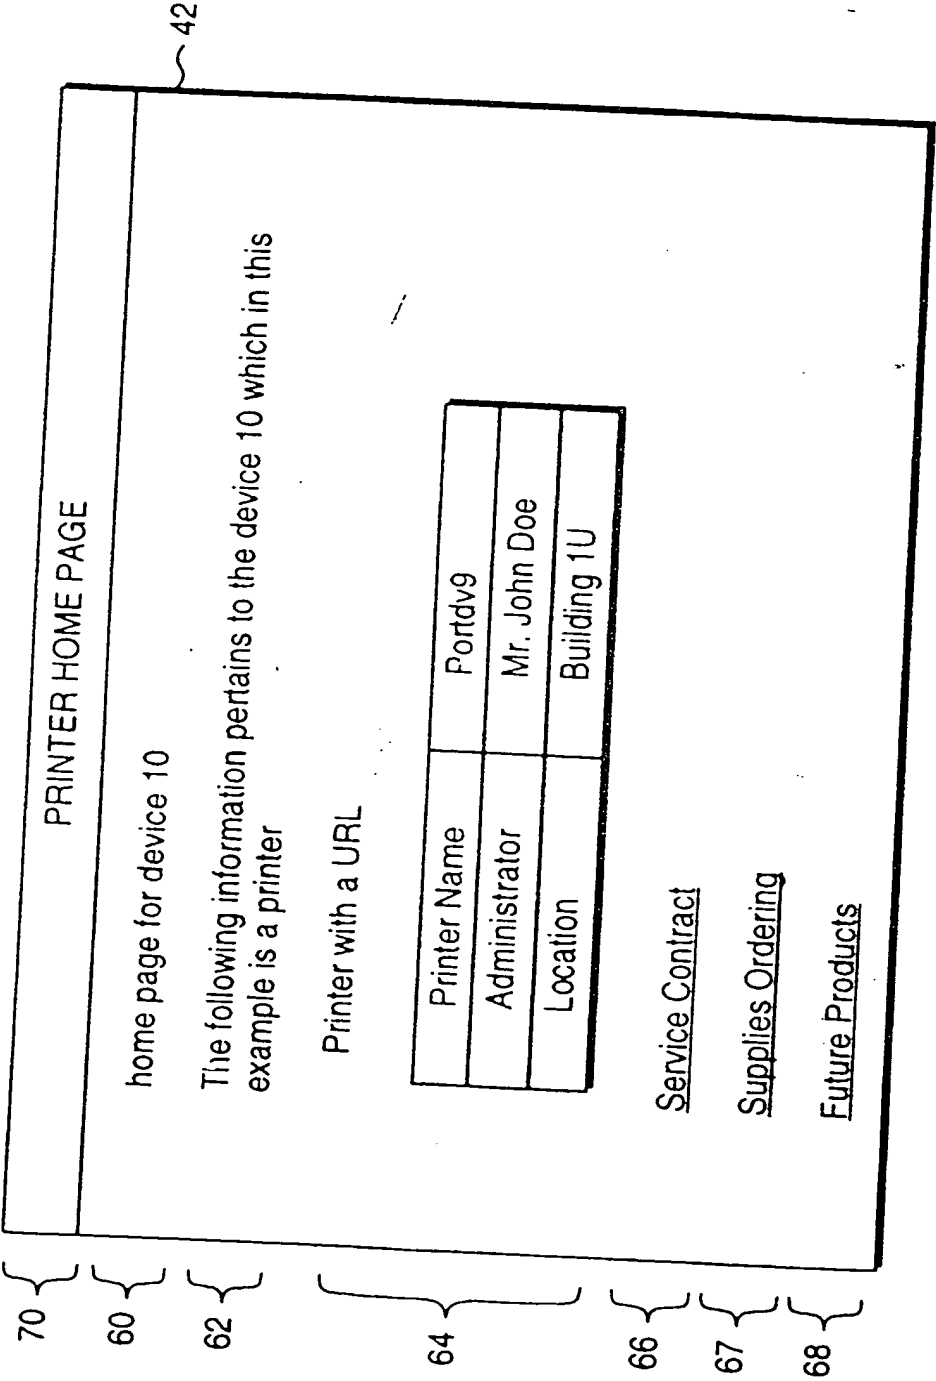 42
70
PRINTER HOME PAGE
60
home page for device 10
62
The following information pertains to the device 10 which in this
example is a printer
64
Printer with a URL
Printer Name Portdv9
Administrator Mr. John Doe
Location Building 1U
66
Service Contract
67
Supplies Ordering
68
Future Products